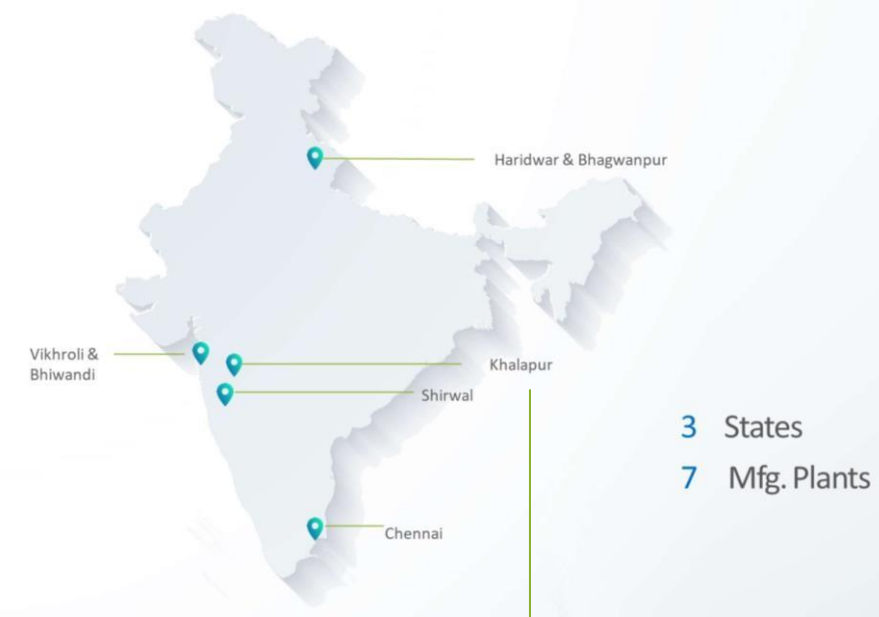 Haridwar & Bhagwanpur
Vikhroli &
Bhiwandi
Khalapur
Shirwal
Chennai
3 States
7 Mfg. Plants